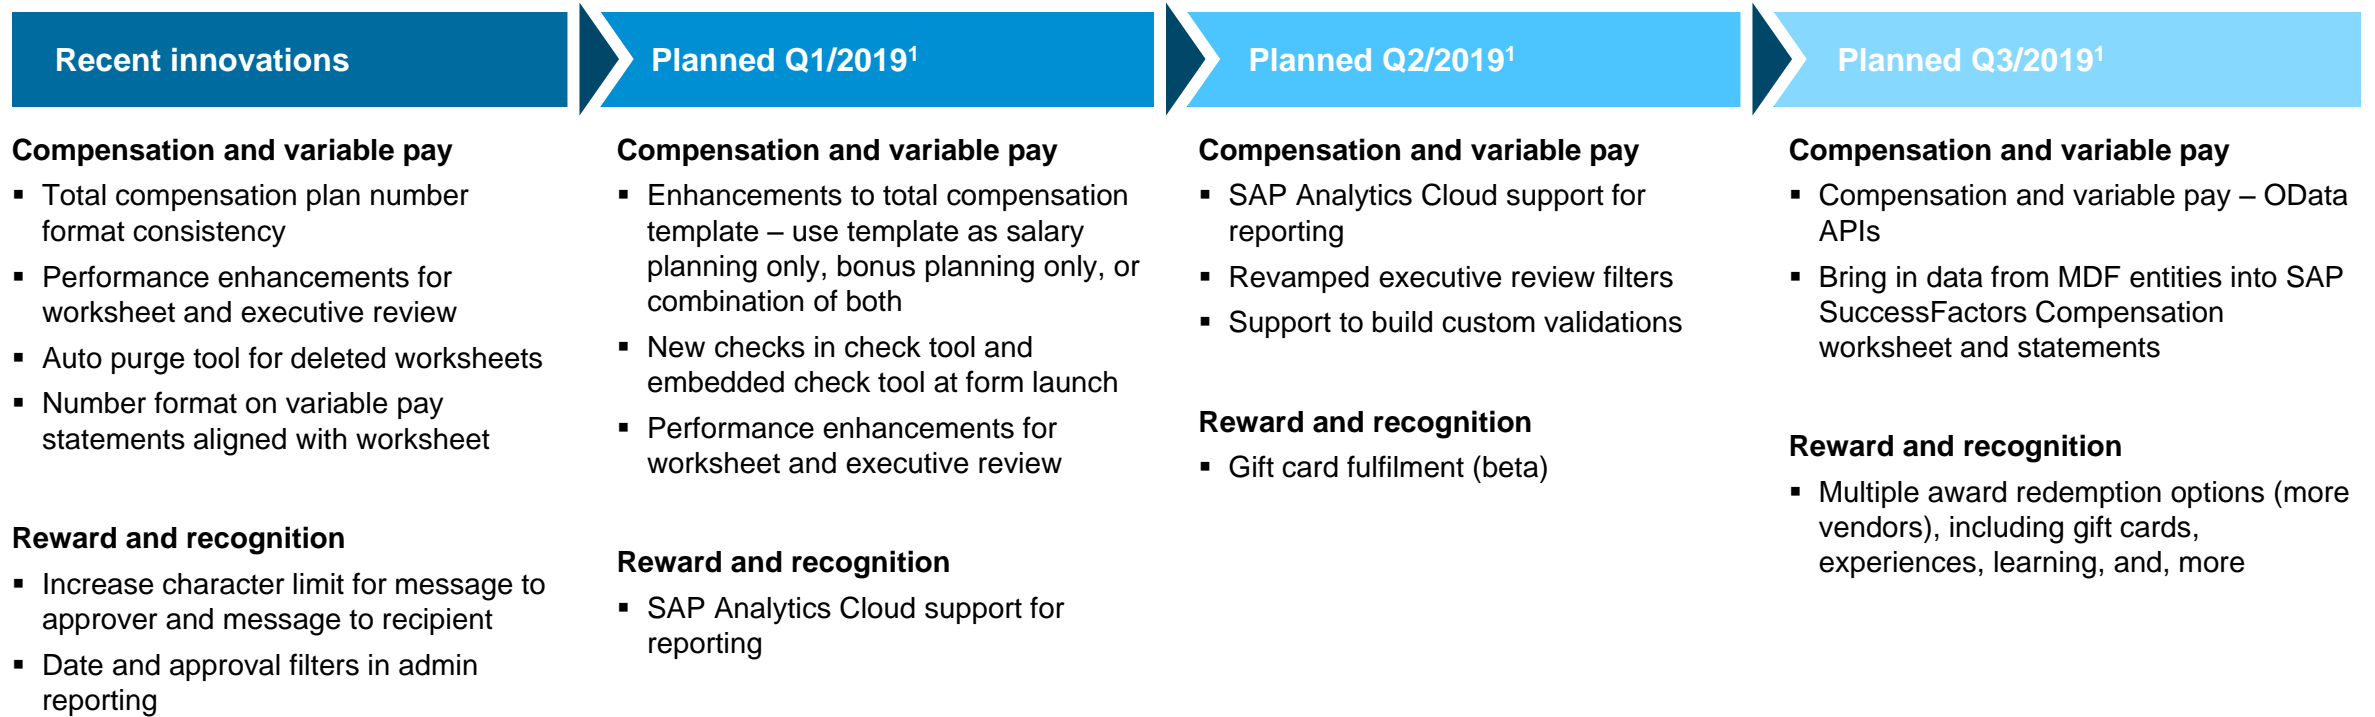 Recent innovations
Planned Q1/2019¹
Planned Q2/2019¹
Planned Q3/2019¹
Compensation and variable pay
▪ Total compensation plan number
format consistency
▪ Performance enhancements for
worksheet and executive review
▪ Auto purge tool for deleted worksheets
▪ Number format on variable pay
statements aligned with worksheet
Reward and recognition
▪ Increase character limit for message to
approver and message to recipient
▪ Date and approval filters in admin
reporting
Compensation and variable pay
▪ Enhancements to total compensation
template – use template as salary
planning only, bonus planning only, or
combination of both
▪ New checks in check tool and
embedded check tool at form launch
▪ Performance enhancements for
worksheet and executive review
Reward and recognition
▪ SAP Analytics Cloud support for
reporting
Compensation and variable pay
▪ SAP Analytics Cloud support for
reporting
▪ Revamped executive review filters
▪ Support to build custom validations
Reward and recognition
▪ Gift card fulfilment (beta)
Compensation and variable pay
▪ Compensation and variable pay – OData
APIs
▪ Bring in data from MDF entities into SAP
SuccessFactors Compensation
worksheet and statements
Reward and recognition
▪ Multiple award redemption options (more
vendors), including gift cards,
experiences, learning, and, more